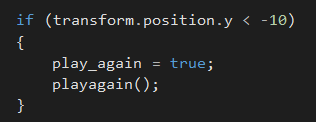 if (transform.position.y < -10)
{
    play_again = true;
    playagain();
}